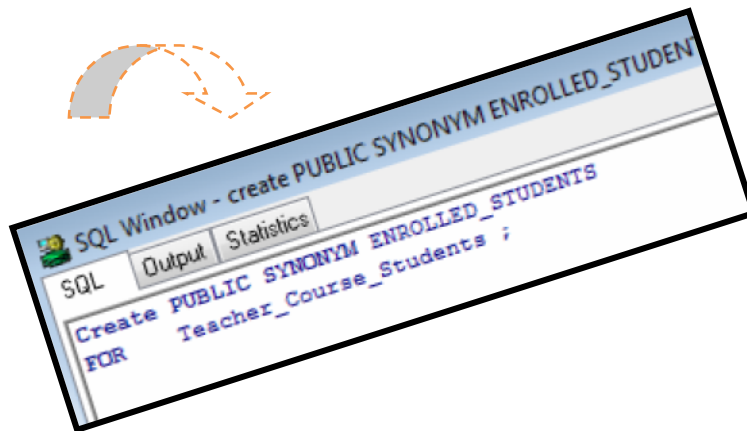 SQL Window - create PUBLIC SYNONYM ENROLLED_STUDENT
SQL Output Statistics
Create PUBLIC SYNONYM ENROLLED_STUDENTS
FOR Teacher_Course_Students ;